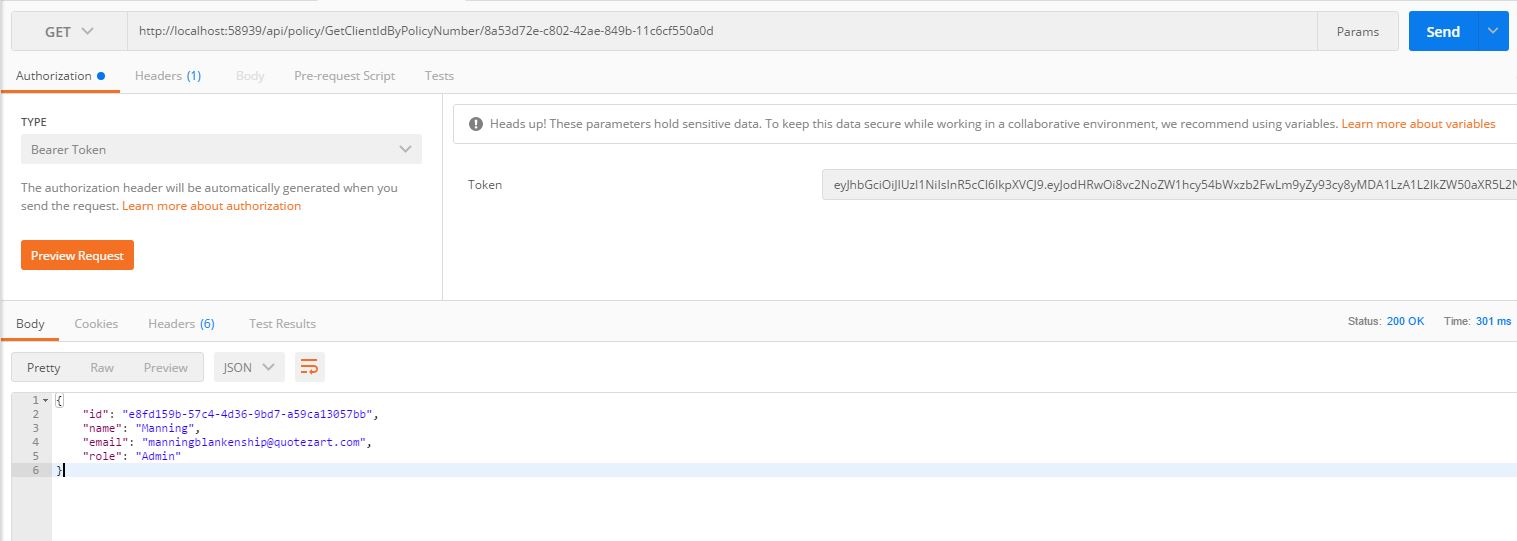 GET http://localhost:58939/api/policy/GetClientIdByPolicyNumber/8a53d72e-c802-42ae-849b-11c6cf550a0d Params Send
Authorization Headers (1) Body Pre-request Script Tests
TYPE
Bearer Token
The authorization header will be automatically generated when you
send the request. Learn more about authorization
Preview Request
Heads up! These parameters hold sensitive data. To keep this data secure while working in a collaborative environment, we recommend using variables. Learn more about variables
Token eyJhbGciOiJIUzI1NiIsInR5cCI6IkpXVCJ9.eyJodHRwOi8vc2NoZW1hcy54bWxzb2FwLm9yZy93cy8yMDA1LzA1L2lkZW50aXR5L2N
Body Cookies Headers (6) Test Results Status: 200 OK Time: 301 ms
Pretty Raw Preview JSON
1 {
2 "id": "e8fd159b-57c4-4d36-9bd7-a59ca13057bb",
3 "name": "Manning",
4 "email": "manningblankenship@quotezart.com",
5 "role": "Admin"
6 }